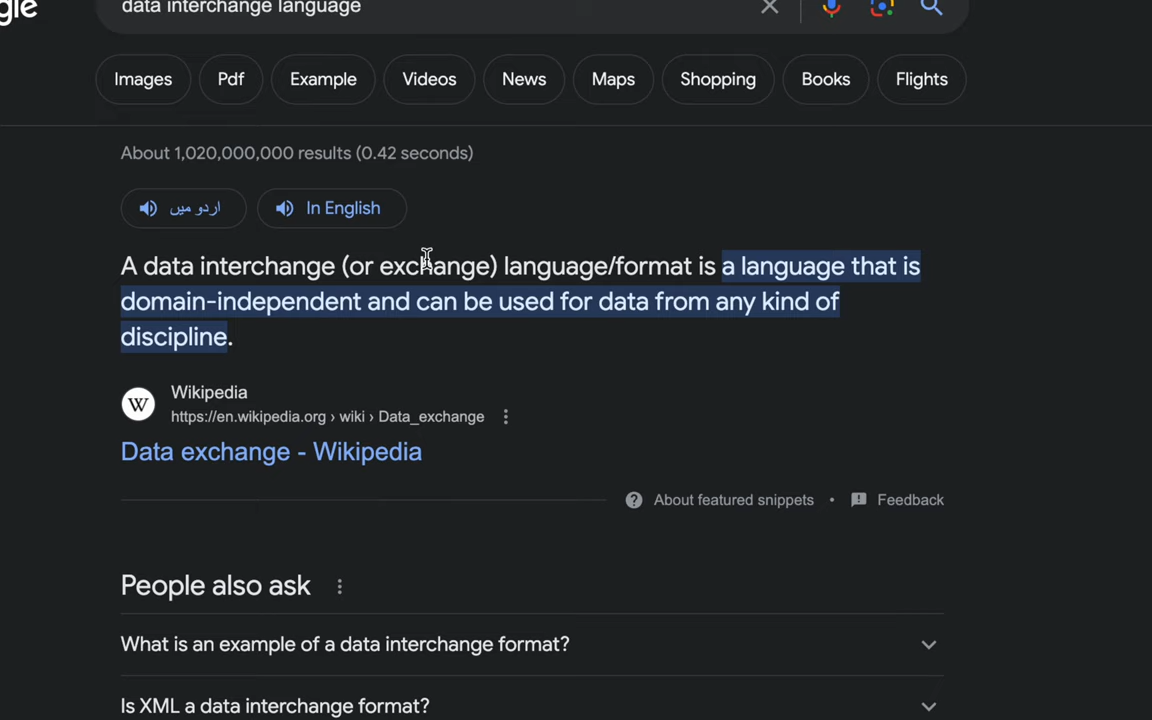 gle
data interchange language
Images Pdf Example Videos News Maps Shopping Books Flights
About 1,020,000,000 results (0.42 seconds)
اردو میں In English
A data interchange (or exchange) language/format is a language that is
domain-independent and can be used for data from any kind of
discipline.
W
Wikipedia
https://en.wikipedia.org › wiki › Data_exchange
Data exchange - Wikipedia
About featured snippets • Feedback
People also ask
What is an example of a data interchange format?
Is XML a data interchange format?